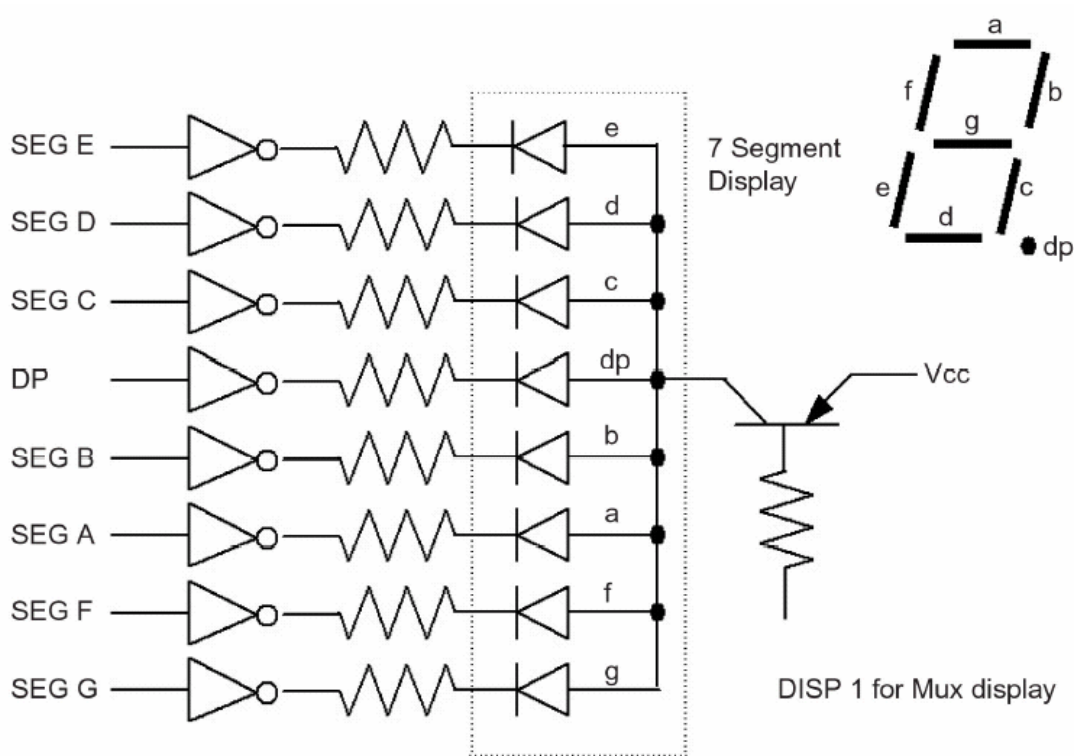 a
f
b
g
e
c
d
dp
7 Segment
Display
SEG E
e
SEG D
d
SEG C
c
DP
dp
Vcc
SEG B
b
SEG A
a
SEG F
f
SEG G
g
DISP 1 for Mux display